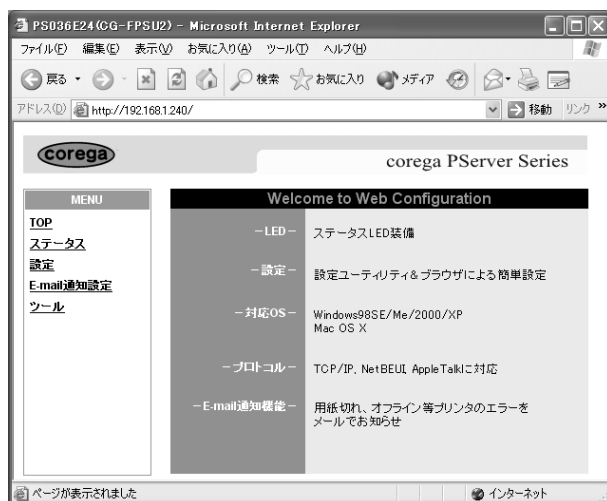 PS036E24(CG-FPSU2) - Microsoft Internet Explorer
ファイル(F) 編集(E) 表示(V) お気に入り(A) ツール(T) ヘルプ(H)
戻る 検索 お気に入り メディア
アドレス(D) http://192.168.1.240/ 移動 リンク »
corega
corega PServer Series
MENU
TOP
ステータス
設定
E-mail通知設定
ツール
Welcome to Web Configuration
－LED－ ステータスLED装備
－設定－ 設定ユーティリティ&ブラウザによる簡単設定
－対応OS－ Windows98SE/Me/2000/XP
Mac OS X
－プロトコル－ TCP/IP, NetBEUI, AppleTalkに対応
－E-mail通知機能－ 用紙切れ、オフライン等プリンタのエラーを
メールでお知らせ
ページが表示されました インターネット